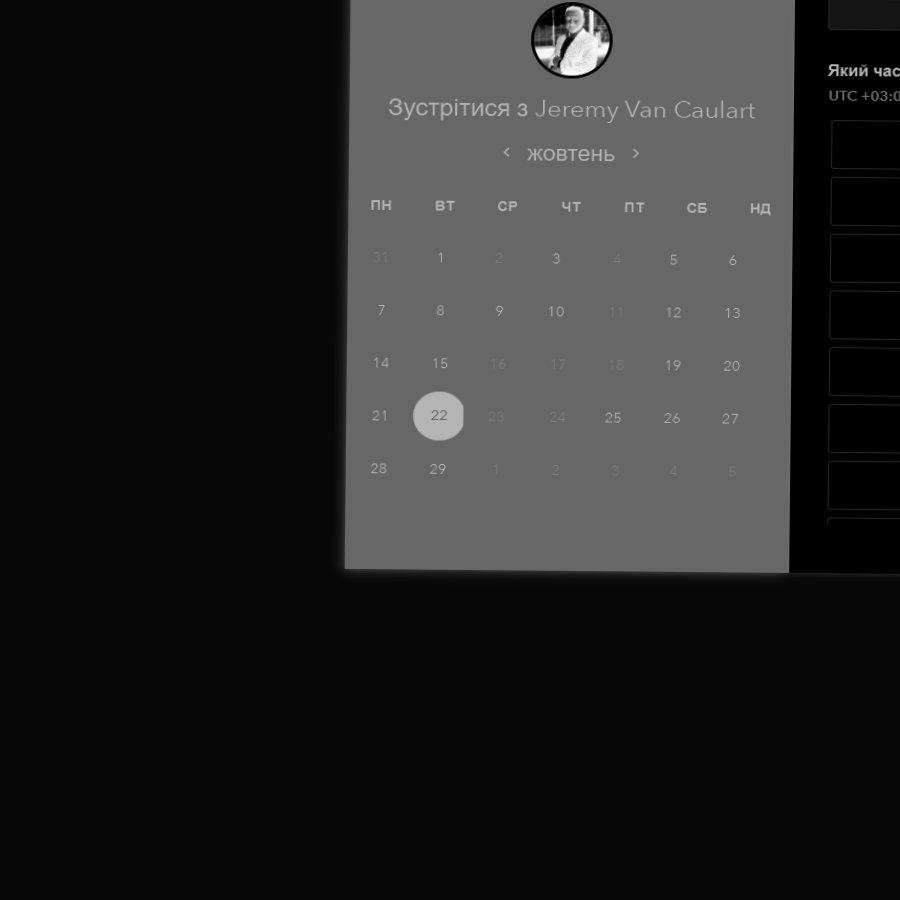 Зустрітися з Jeremy Van Caulart
‹ жовтень ›
ПН ВТ СР ЧТ ПТ СБ НД
31 1 2 3 4 5 6
7 8 9 10 11 12 13
14 15 16 17 18 19 20
21 22 23 24 25 26 27
28 29 1 2 3 4 5
Який час
UTC +03:0